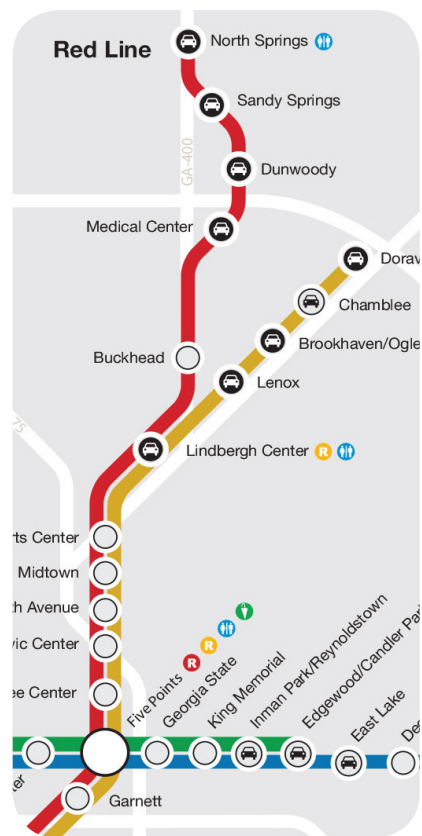 Red Line
North Springs
Sandy Springs
GA-400
Dunwoody
Medical Center
Dorav
Chamblee
Brookhaven/Ogle
Buckhead
Lenox
75
Lindbergh Center R
rts Center
Midtown
th Avenue
vic Center
ee Center
Five Points R R
Georgia State
King Memorial
Inman Park/Reynoldstown
Edgewood/Candler Park
East Lake
Dec
ter
Garnett